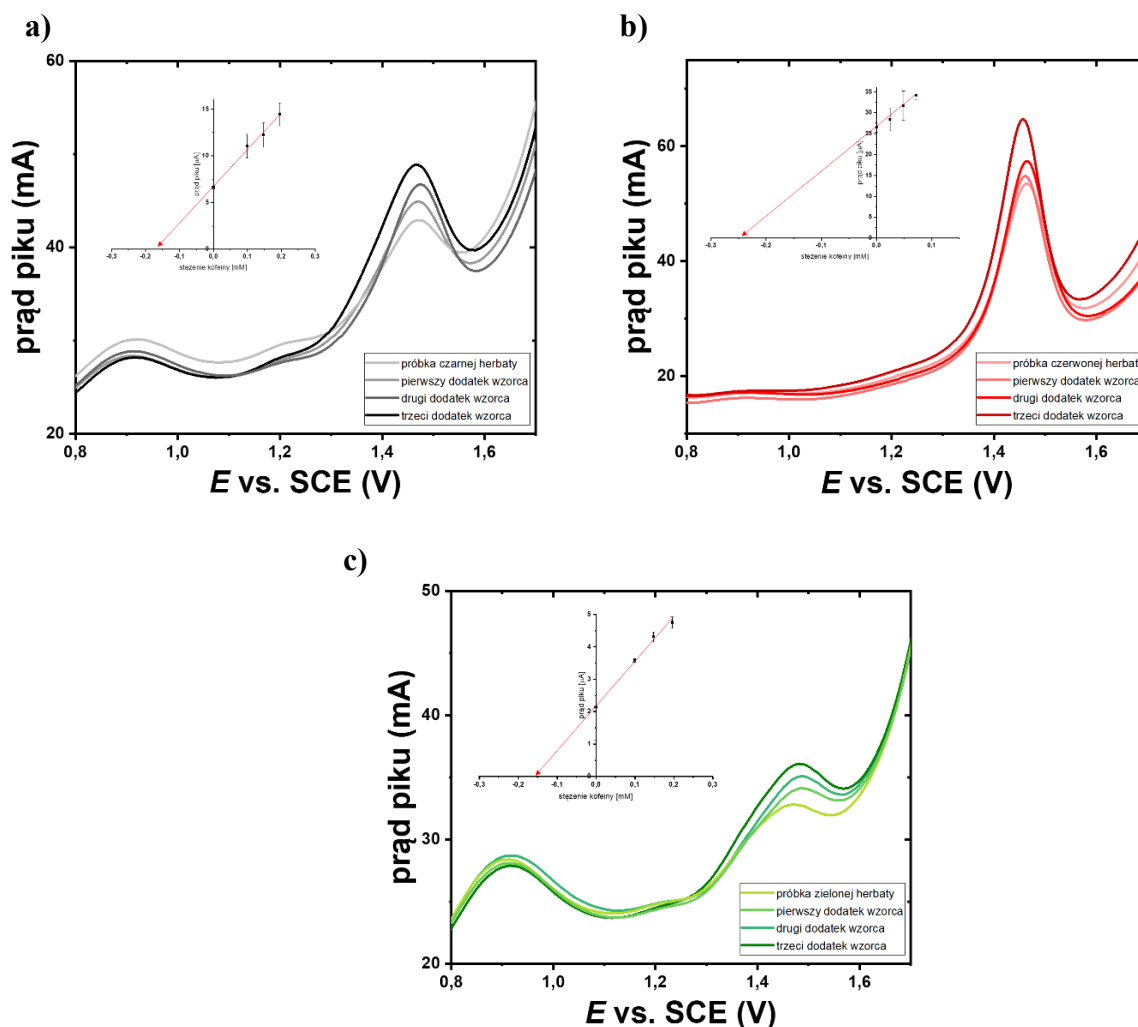 a)
60
40
20
prąd piku (mA)
0,8 1,0 1,2 1,4 1,6
E vs. SCE (V)
15
10
5
0
prąd piku [µA]
-0,3 -0,2 -0,1 0,0 0,1 0,2 0,3
stężenie kofeiny [mM]
próbka czarnej herbaty
pierwszy dodatek wzorca
drugi dodatek wzorca
trzeci dodatek wzorca
b)
60
40
20
prąd piku (mA)
0,8 1,0 1,2 1,4 1,6
E vs. SCE (V)
35
30
25
20
15
10
5
0
prąd piku [µA]
-0,3 -0,2 -0,1 0,0 0,1
stężenie kofeiny [mM]
próbka czerwonej herbaty
pierwszy dodatek wzorca
drugi dodatek wzorca
trzeci dodatek wzorca
c)
50
40
30
20
prąd piku (mA)
0,8 1,0 1,2 1,4 1,6
E vs. SCE (V)
5
4
3
2
1
0
prąd piku [µA]
-0,3 -0,2 -0,1 0,0 0,1 0,2 0,3
stężenie kofeiny [mM]
próbka zielonej herbaty
pierwszy dodatek wzorca
drugi dodatek wzorca
trzeci dodatek wzorca